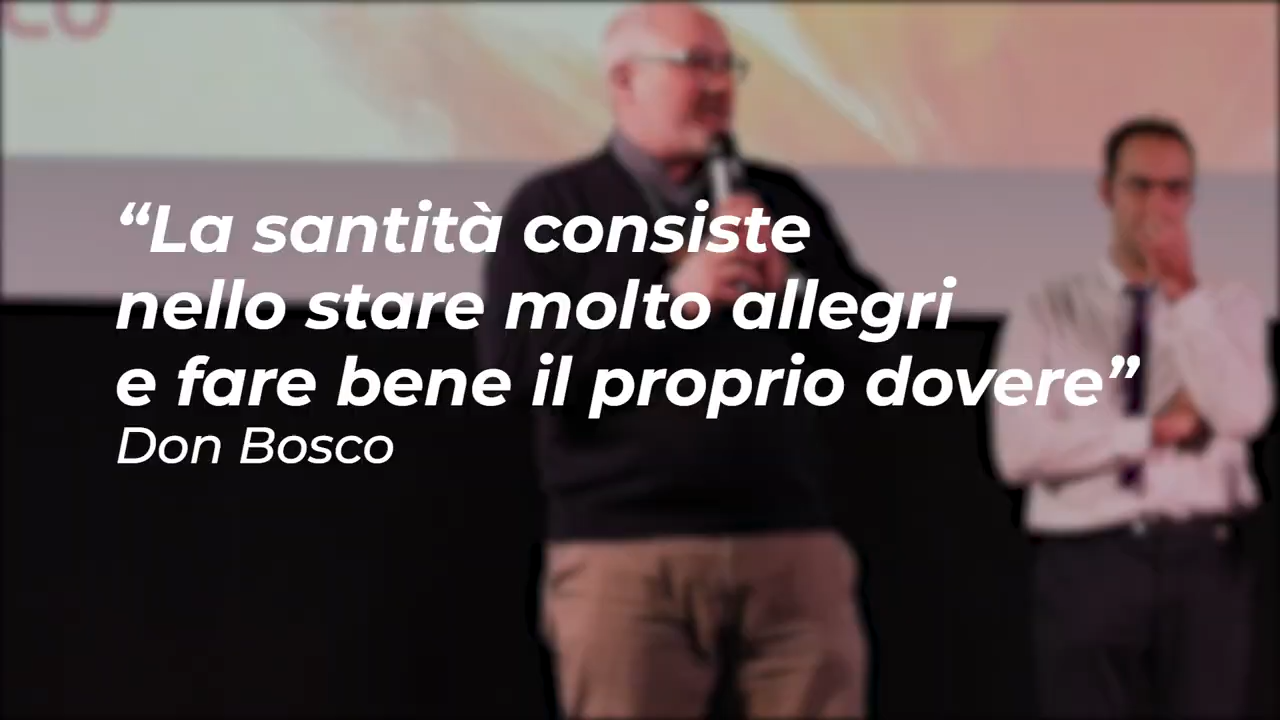 “La santità consiste
nello stare molto allegri
e fare bene il proprio dovere”
Don Bosco